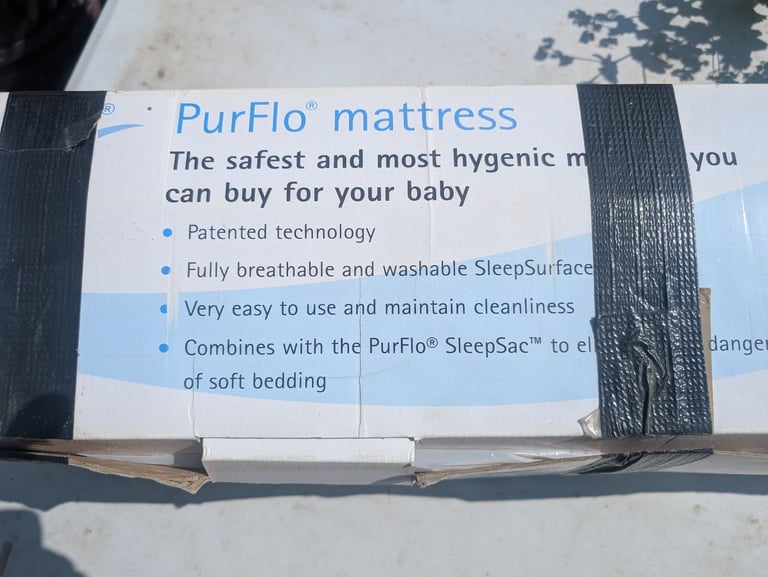 ®
PurFlo® mattress
The safest and most hygenic m you
can buy for your baby
• Patented technology
• Fully breathable and washable SleepSurface
• Very easy to use and maintain cleanliness
• Combines with the PurFlo® SleepSac™ to el danger
of soft bedding